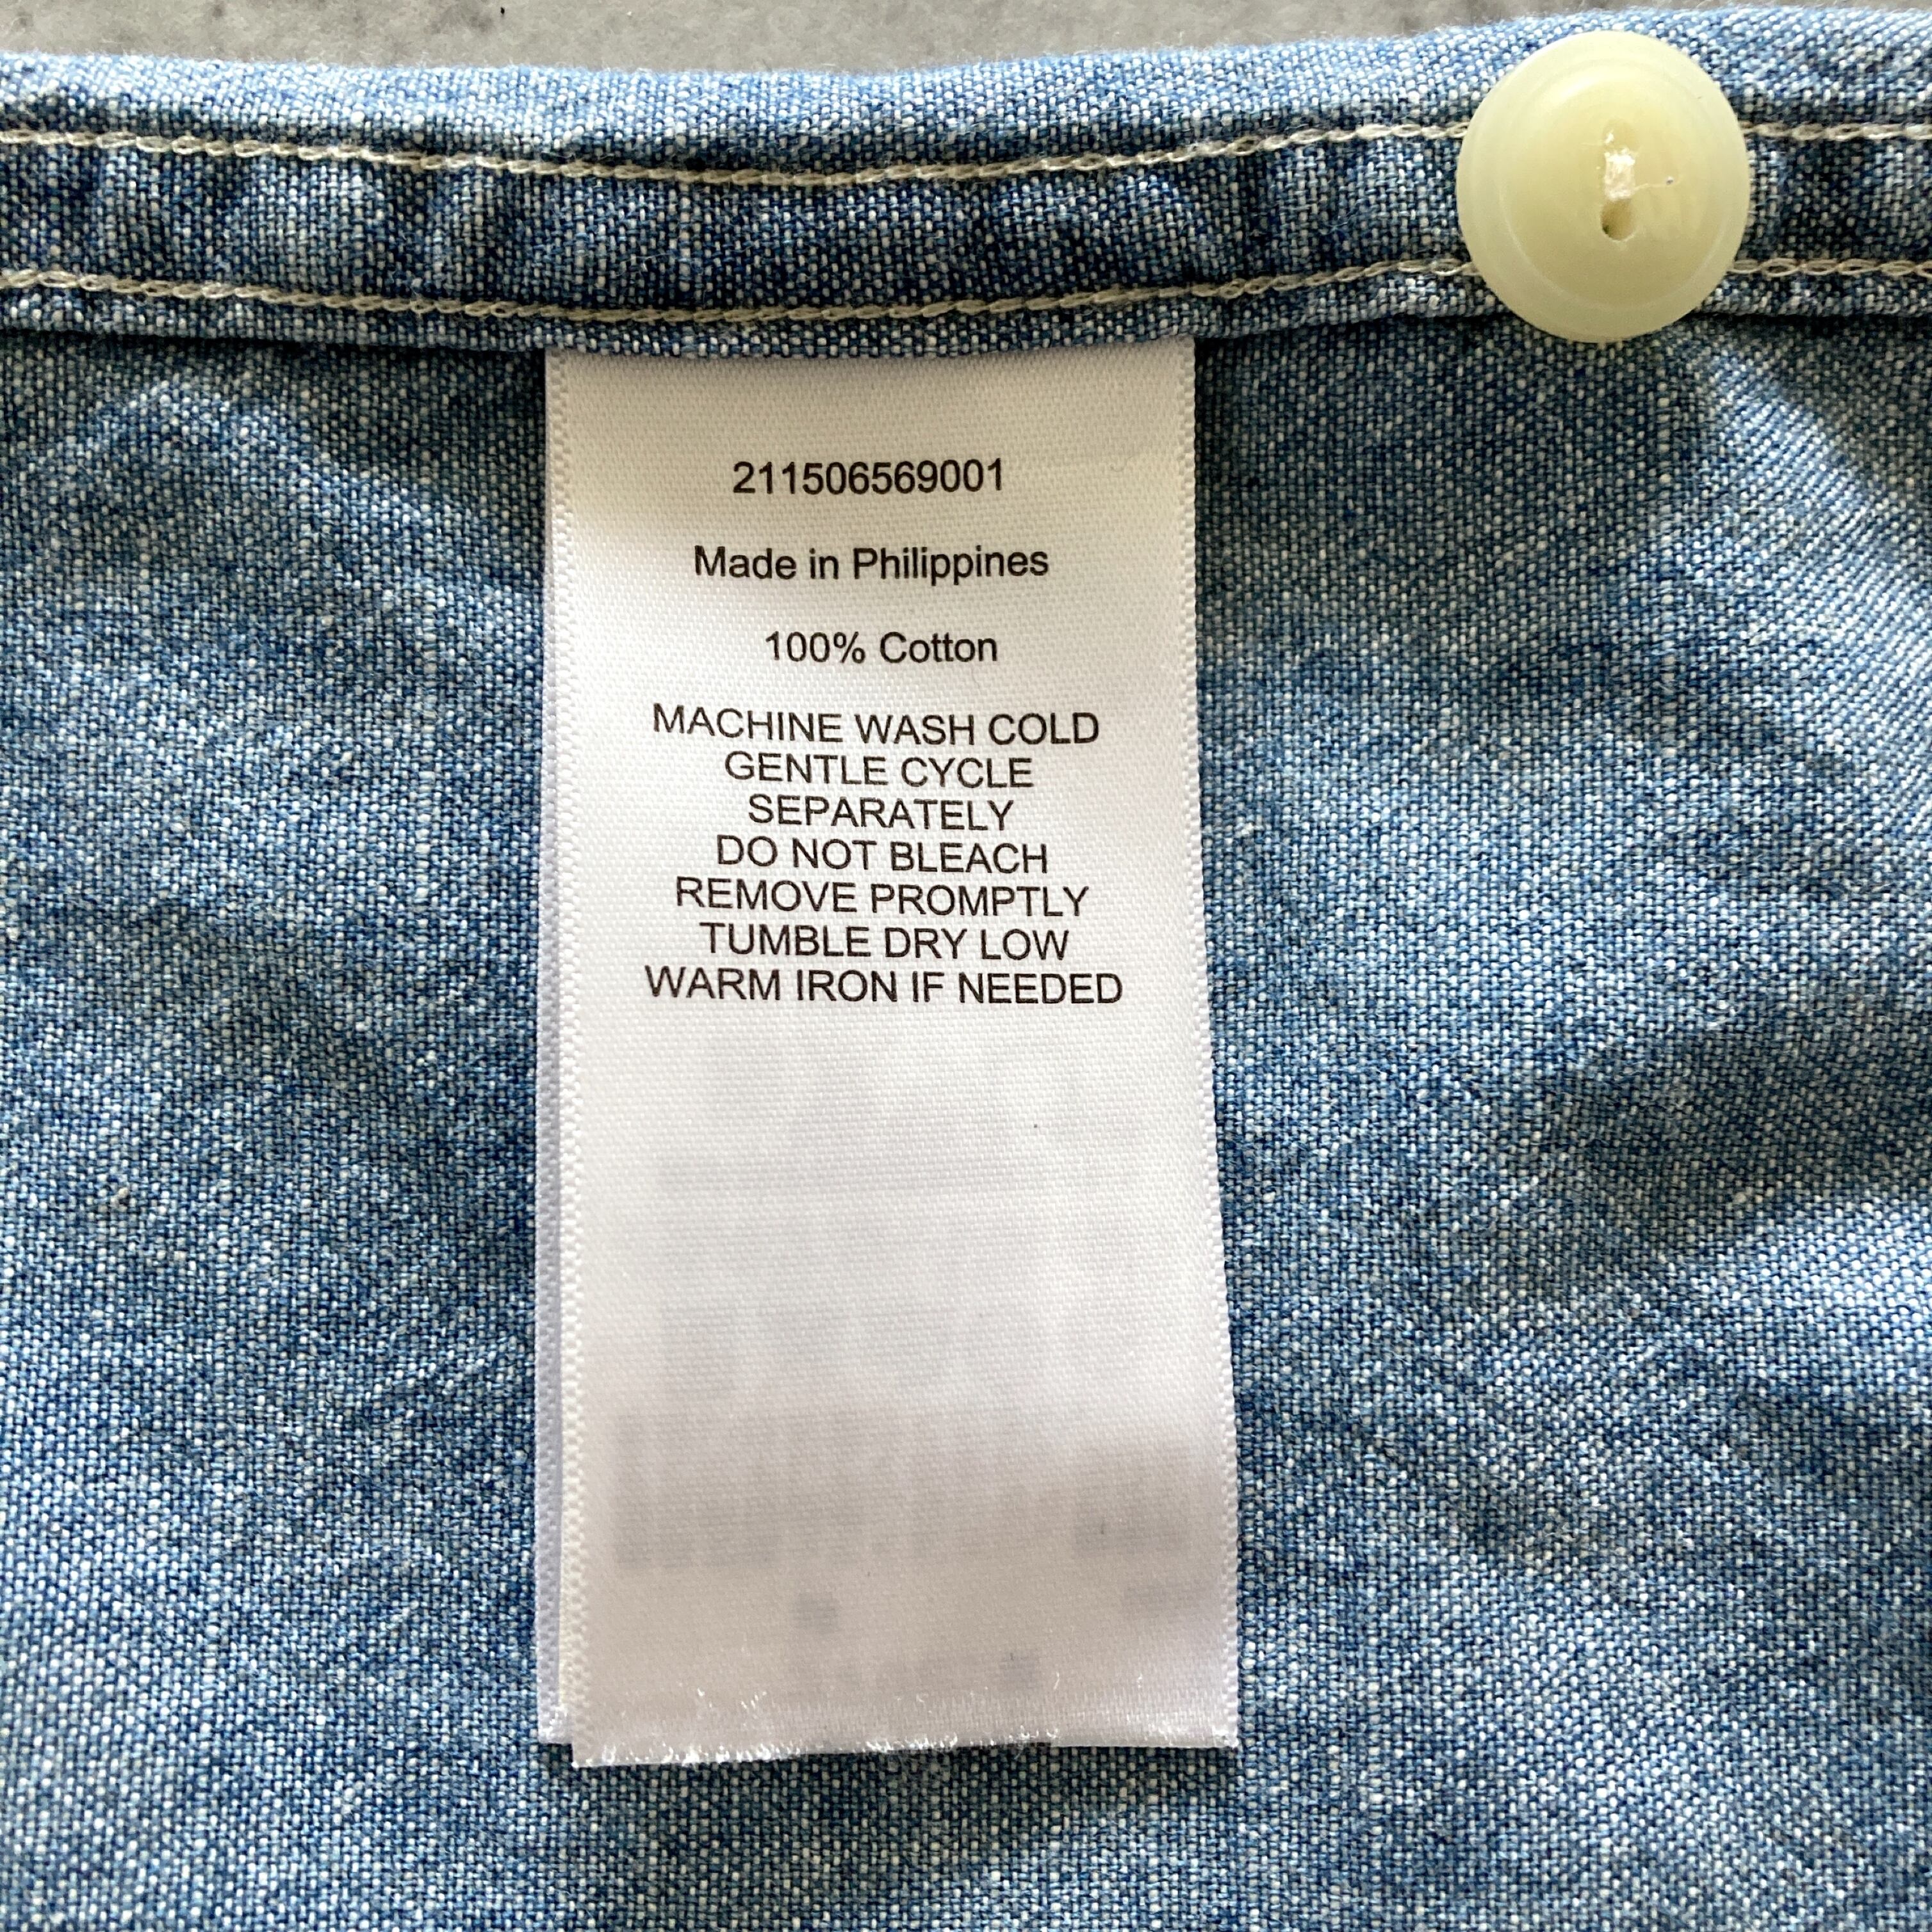 211506569001
Made in Philippines
100% Cotton
MACHINE WASH COLD
GENTLE CYCLE
SEPARATELY
DO NOT BLEACH
REMOVE PROMPTLY
TUMBLE DRY LOW
WARM IRON IF NEEDED